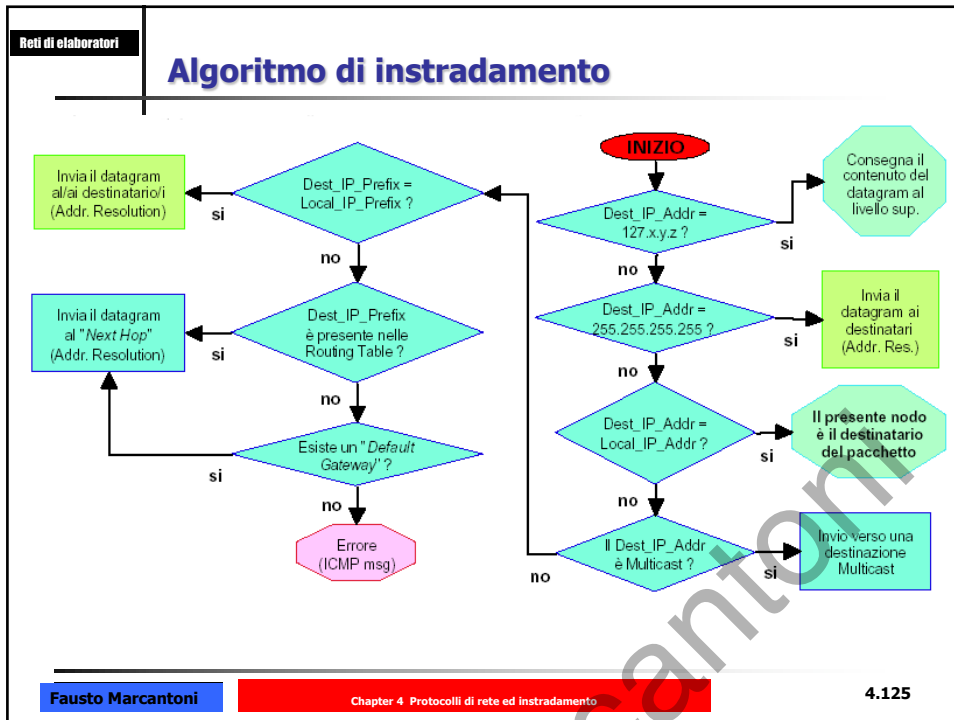 Reti di elaboratori
Algoritmo di instradamento
INIZIO
Dest_IP_Addr =
127.x.y.z ?
si
Consegna il
contenuto del
datagram al
livello sup.
no
Dest_IP_Addr =
255.255.255.255 ?
si
Invia il
datagram ai
destinatari
(Addr. Res.)
no
Dest_IP_Addr =
Local_IP_Addr ?
si
Il presente nodo
è il destinatario
del pacchetto
no
Il Dest_IP_Addr
è Multicast ?
si
Invio verso una
destinazione
Multicast
no
Dest_IP_Prefix =
Local_IP_Prefix ?
si
Invia il datagram
al/ai destinatario/i
(Addr. Resolution)
no
Dest_IP_Prefix
è presente nelle
Routing Table ?
si
Invia il datagram
al "Next Hop"
(Addr. Resolution)
no
Esiste un "Default
Gateway" ?
si
no
Errore
(ICMP msg)
Fausto Marcantoni
Chapter 4 Protocolli di rete ed instradamento
4.125
cantoni